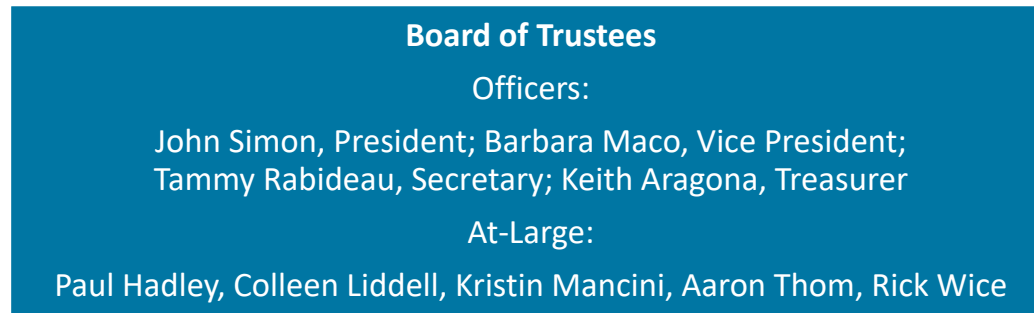 Board of Trustees
Officers:
John Simon, President; Barbara Maco, Vice President;
Tammy Rabideau, Secretary; Keith Aragona, Treasurer
At-Large:
Paul Hadley, Colleen Liddell, Kristin Mancini, Aaron Thom, Rick Wice